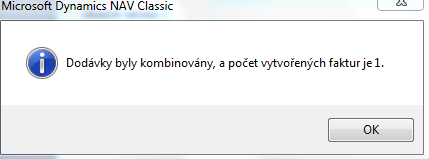 Microsoft Dynamics NAV Classic
Dodávky byly kombinovány, a počet vytvořených faktur je 1.
OK